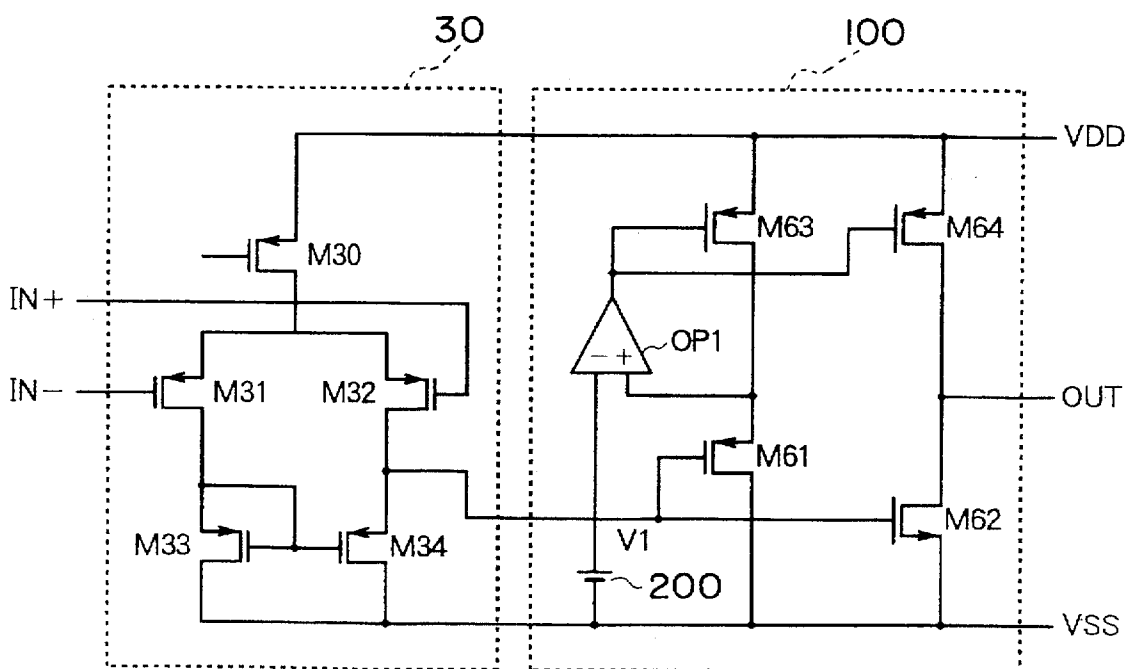 30
100
VDD
M30
M63
M64
IN+
IN−
M31
M32
− +
OP1
OUT
M61
M33
M34
V1
M62
200
VSS